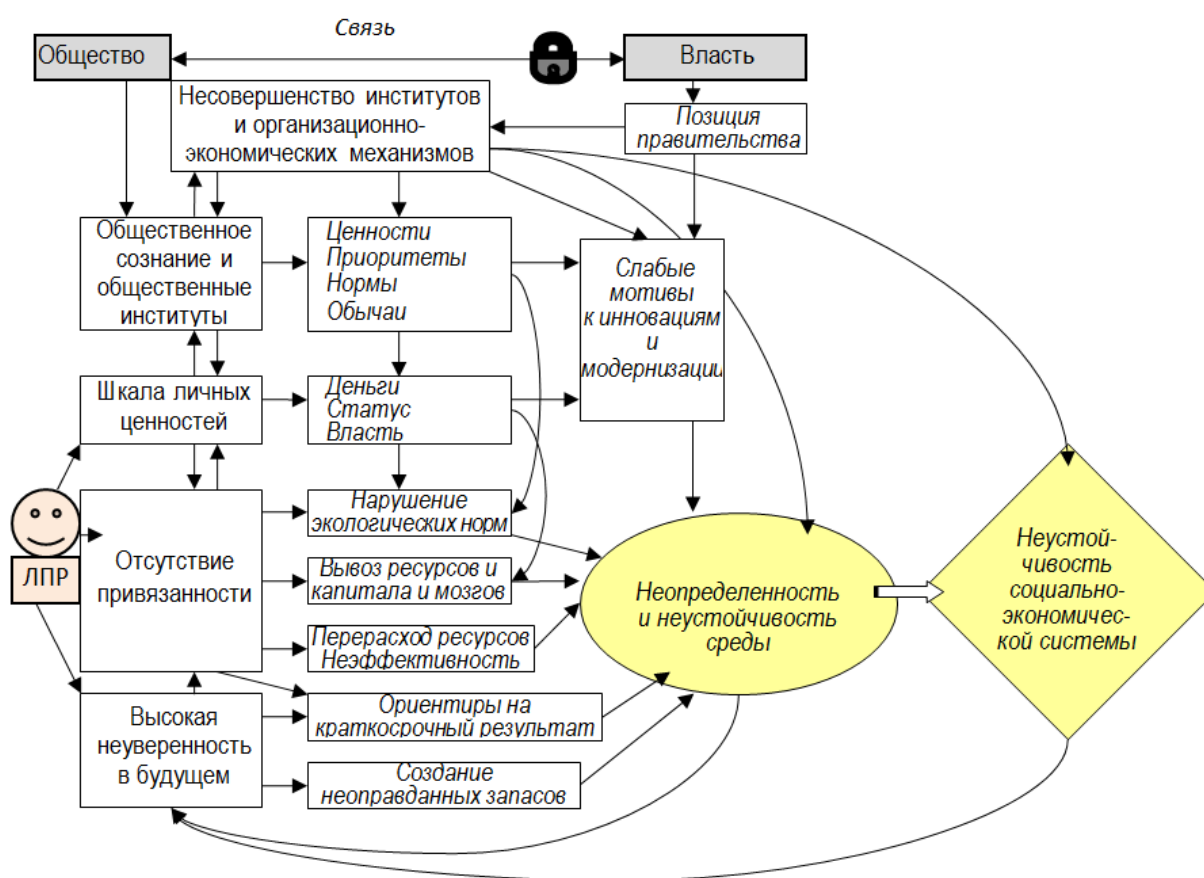 Связь
Общество
Власть
Несовершенство институтов
и организационно-
экономических механизмов
Позиция
правительства
Общественное
сознание и
общественные
институты
Ценности
Приоритеты
Нормы
Обычаи
Слабые
мотивы
к инновациям
и
модернизации
Шкала личных
ценностей
Деньги
Статус
Власть
ЛПР
Отсутствие
привязанности
Нарушение
экологических норм
Вывоз ресурсов и
капитала и мозгов
Перерасход ресурсов
Неэффективность
Неопределенность
и неустойчивость
среды
Неустой-
чивость
социально-
экономичес-
кой системы
Высокая
неуверенность
в будущем
Ориентиры на
краткосрочный результат
Создание
неоправданных запасов